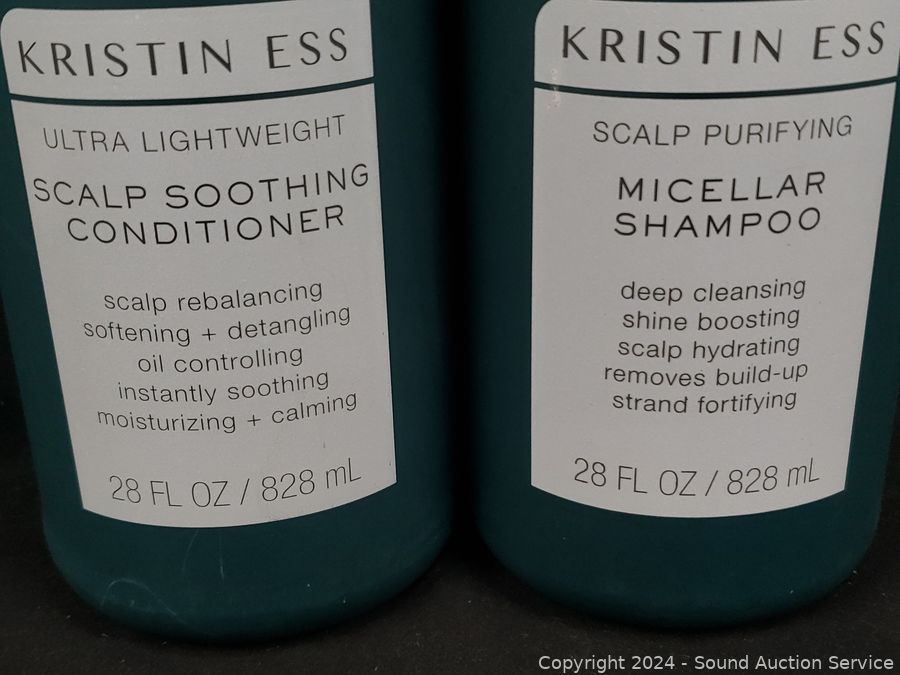 KRISTIN ESS
ULTRA LIGHTWEIGHT
SCALP SOOTHING
CONDITIONER
scalp rebalancing
softening + detangling
oil controlling
instantly soothing
moisturizing + calming
28 FL OZ / 828 mL
KRISTIN ESS
SCALP PURIFYING
MICELLAR
SHAMPOO
deep cleansing
shine boosting
scalp hydrating
removes build-up
strand fortifying
28 FL OZ / 828 mL
Copyright 2024 - Sound Auction Service